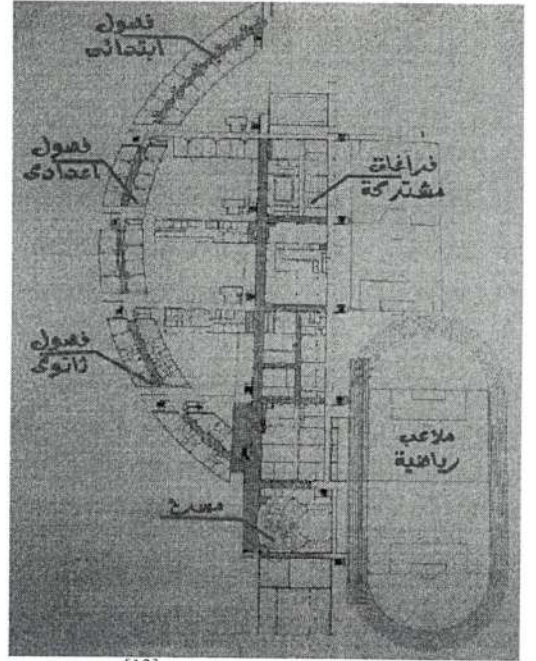 فصول
ابتدائى
فصول
اعدادى
فراغات
مشتركة
فصول
ثانوى
ملاعب
رياضية
مسرح